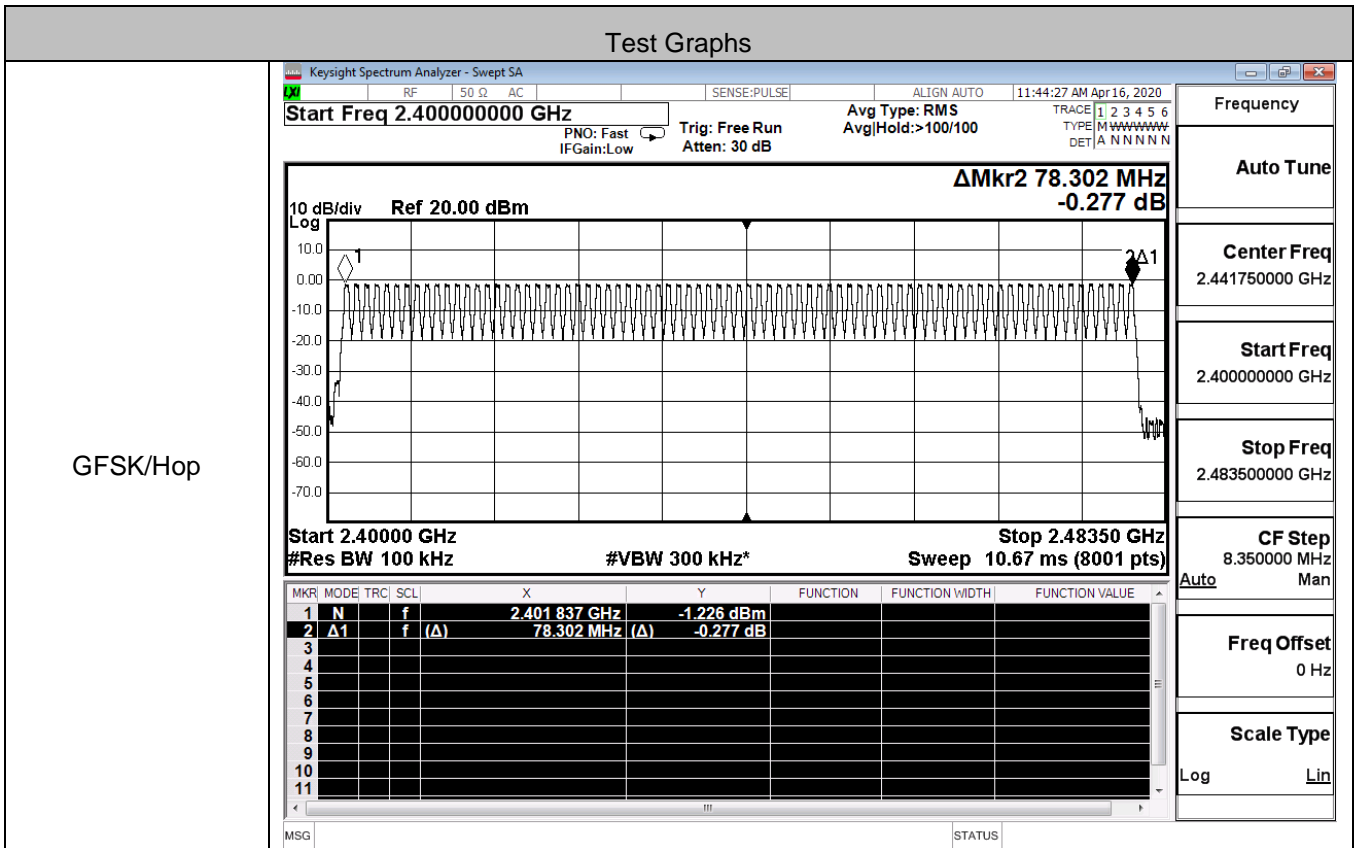 Test Graphs
GFSK/Hop
Keysight Spectrum Analyzer - Swept SA
LXI RF 50 Ω AC SENSE:PULSE ALIGN AUTO 11:44:27 AM Apr 16, 2020
Start Freq 2.400000000 GHz
PNO: Fast
IFGain:Low
Trig: Free Run
Atten: 30 dB
Avg Type: RMS
Avg|Hold:>100/100
TRACE 1 2 3 4 5 6
TYPE M W W W W W
DET A N N N N N
ΔMkr2 78.302 MHz
-0.277 dB
10 dB/div Ref 20.00 dBm
Log
10.0
0.00
-10.0
-20.0
-30.0
-40.0
-50.0
-60.0
-70.0
1
2Δ1
Start 2.40000 GHz Stop 2.48350 GHz
#Res BW 100 kHz #VBW 300 kHz* Sweep 10.67 ms (8001 pts)
MKR MODE TRC SCL X Y FUNCTION FUNCTION WIDTH FUNCTION VALUE
1 N f 2.401 837 GHz -1.226 dBm
2 Δ1 f (Δ) 78.302 MHz (Δ) -0.277 dB
3
4
5
6
7
8
9
10
11
MSG STATUS
Frequency
Auto Tune
Center Freq
2.441750000 GHz
Start Freq
2.400000000 GHz
Stop Freq
2.483500000 GHz
CF Step
8.350000 MHz
Auto Man
Freq Offset
0 Hz
Scale Type
Log Lin